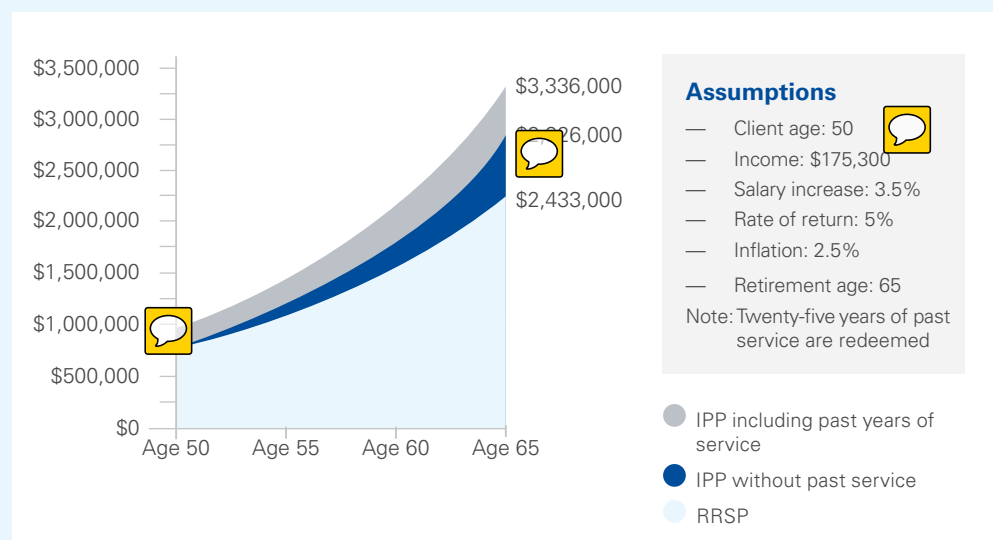 $3,500,000
$3,000,000
$2,500,000
$2,000,000
$1,500,000
$1,000,000
$500,000
$0
Age 50 Age 55 Age 60 Age 65
$3,336,000
26,000
$2,433,000
Assumptions
— Client age: 50
— Income: $175,300
— Salary increase: 3.5%
— Rate of return: 5%
— Inflation: 2.5%
— Retirement age: 65
Note: Twenty-five years of past
service are redeemed
IPP including past years of
service
IPP without past service
RRSP